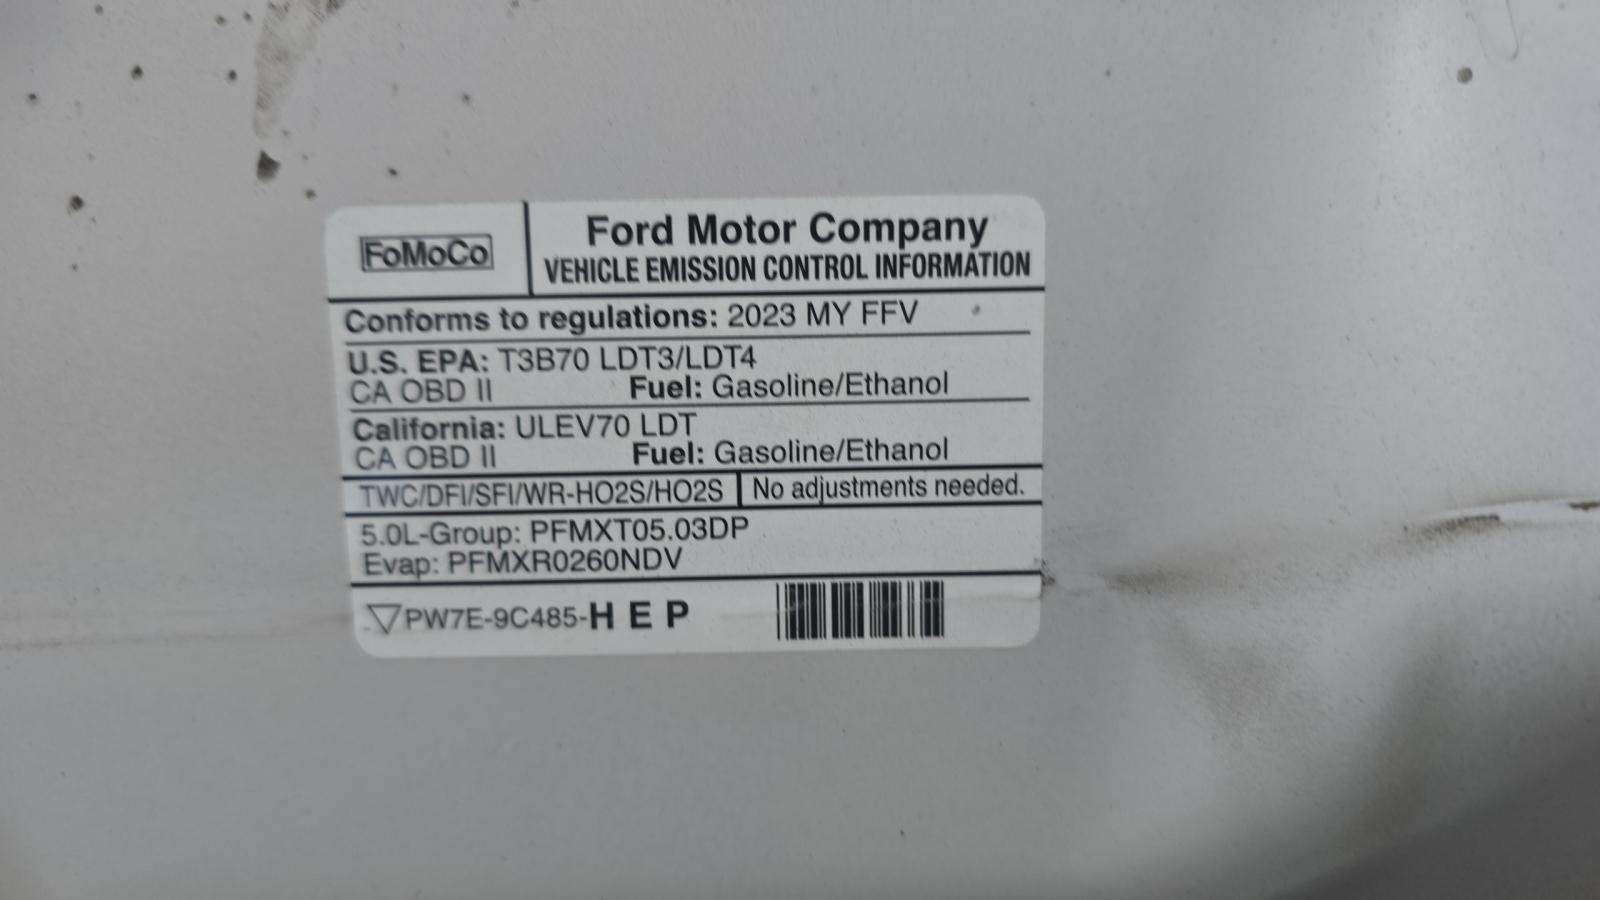 FoMoCo
Ford Motor Company
VEHICLE EMISSION CONTROL INFORMATION
Conforms to regulations: 2023 MY FFV
U.S. EPA: T3B70 LDT3/LDT4
CA OBD II Fuel: Gasoline/Ethanol
California: ULEV70 LDT
CA OBD II Fuel: Gasoline/Ethanol
TWC/DFI/SFI/WR-HO2S/HO2S No adjustments needed.
5.0L-Group: PFMXT05.03DP
Evap: PFMXR0260NDV
PW7E-9C485-H E P